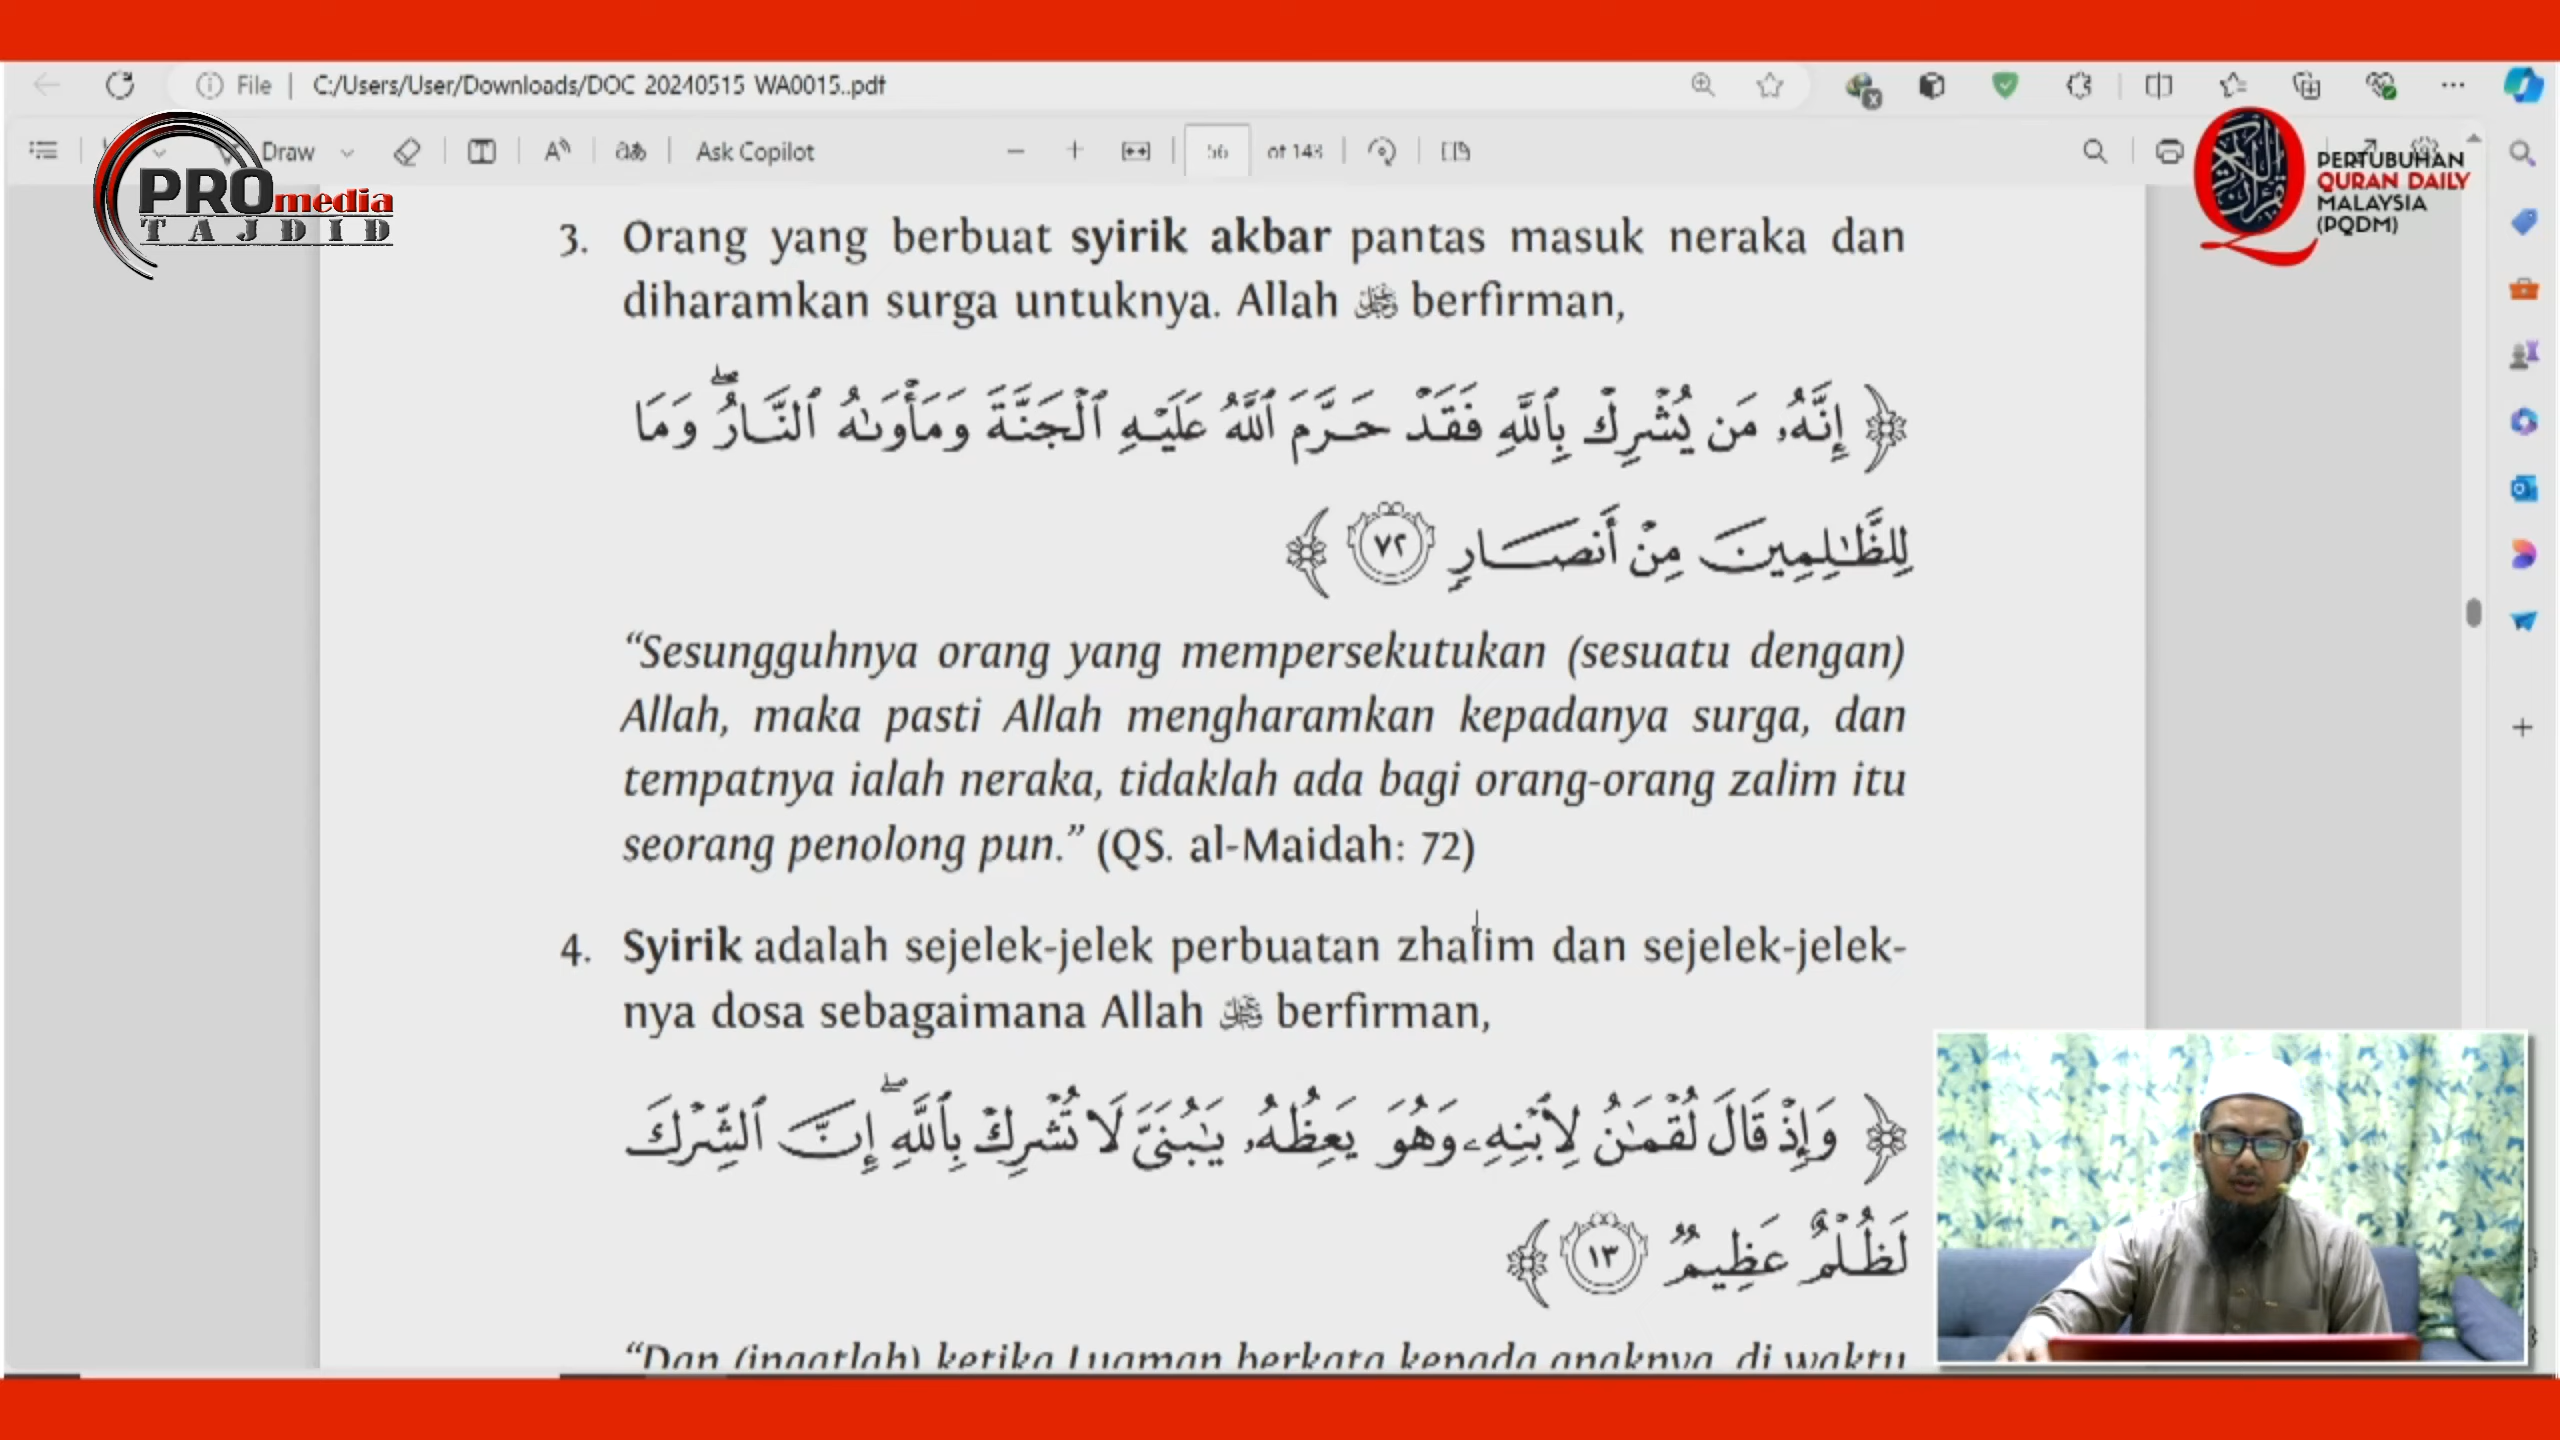 File | C:/Users/User/Downloads/DOC 20240515 WA0015..pdf
Draw
Ask Copilot
56 of 143
PROmedia
TAJDID
PERTUBUHAN
QURAN DAILY
MALAYSIA
(PQDM)
3. Orang yang berbuat syirik akbar pantas masuk neraka dan
diharamkan surga untuknya. Allah ﷻ berfirman,
﴿ إِنَّهُۥ مَن يُشْرِكْ بِٱللَّهِ فَقَدْ حَرَّمَ ٱللَّهُ عَلَيْهِ ٱلْجَنَّةَ وَمَأْوَىٰهُ ٱلنَّارُ ۖ وَمَا
لِلظَّٰلِمِينَ مِنْ أَنصَارٍ ٧٢ ﴾
“Sesungguhnya orang yang mempersekutukan (sesuatu dengan)
Allah, maka pasti Allah mengharamkan kepadanya surga, dan
tempatnya ialah neraka, tidaklah ada bagi orang-orang zalim itu
seorang penolong pun.” (QS. al-Maidah: 72)
4. Syirik adalah sejelek-jelek perbuatan zhalim dan sejelek-jelek-
nya dosa sebagaimana Allah ﷻ berfirman,
﴿ وَإِذْ قَالَ لُقْمَٰنُ لِٱبْنِهِۦ وَهُوَ يَعِظُهُۥ يَٰبُنَىَّ لَا تُشْرِكْ بِٱللَّهِ ۖ إِنَّ ٱلشِّرْكَ
لَظُلْمٌ عَظِيمٌ ١٣ ﴾
“Dan (ingatlah) ketika Luqman berkata kepada anaknya, di waktu